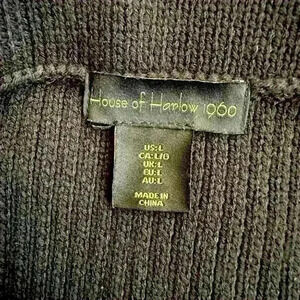 House of Harlow 1960
US:L
CA:L/G
UK:L
EU:L
AU:L
MADE IN
CHINA